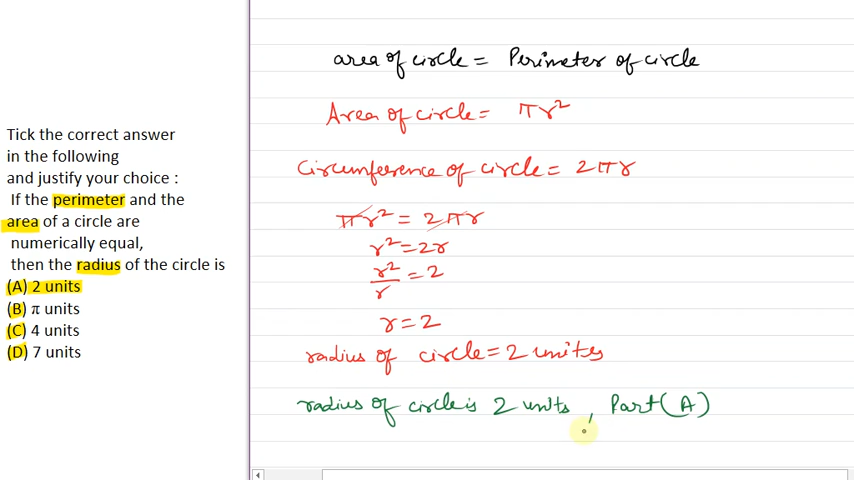 Tick the correct answer
in the following
and justify your choice :
If the perimeter and the
area of a circle are
numerically equal,
then the radius of the circle is
(A) 2 units
(B) π units
(C) 4 units
(D) 7 units
area of circle = Perimeter of circle
Area of circle = πr²
Circumference of circle = 2πr
πr² = 2πr
r² = 2r
r²/r = 2
r = 2
radius of circle = 2 unites
radius of circle is 2 units, Part (A)